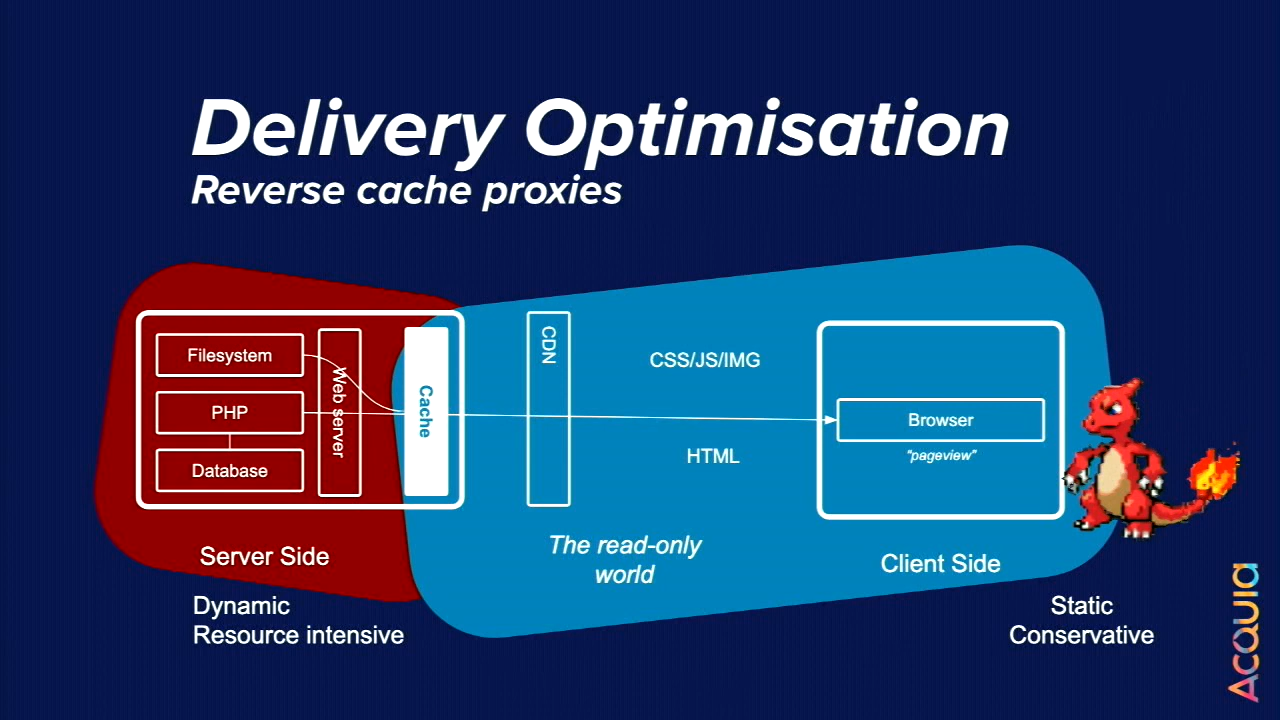 Delivery Optimisation
Reverse cache proxies
Filesystem
PHP
Database
Web server
Cache
CDN
CSS/JS/IMG
HTML
Browser
"pageview"
Server Side
The read-only
world
Client Side
Dynamic
Resource intensive
Static
Conservative
ACQUIA